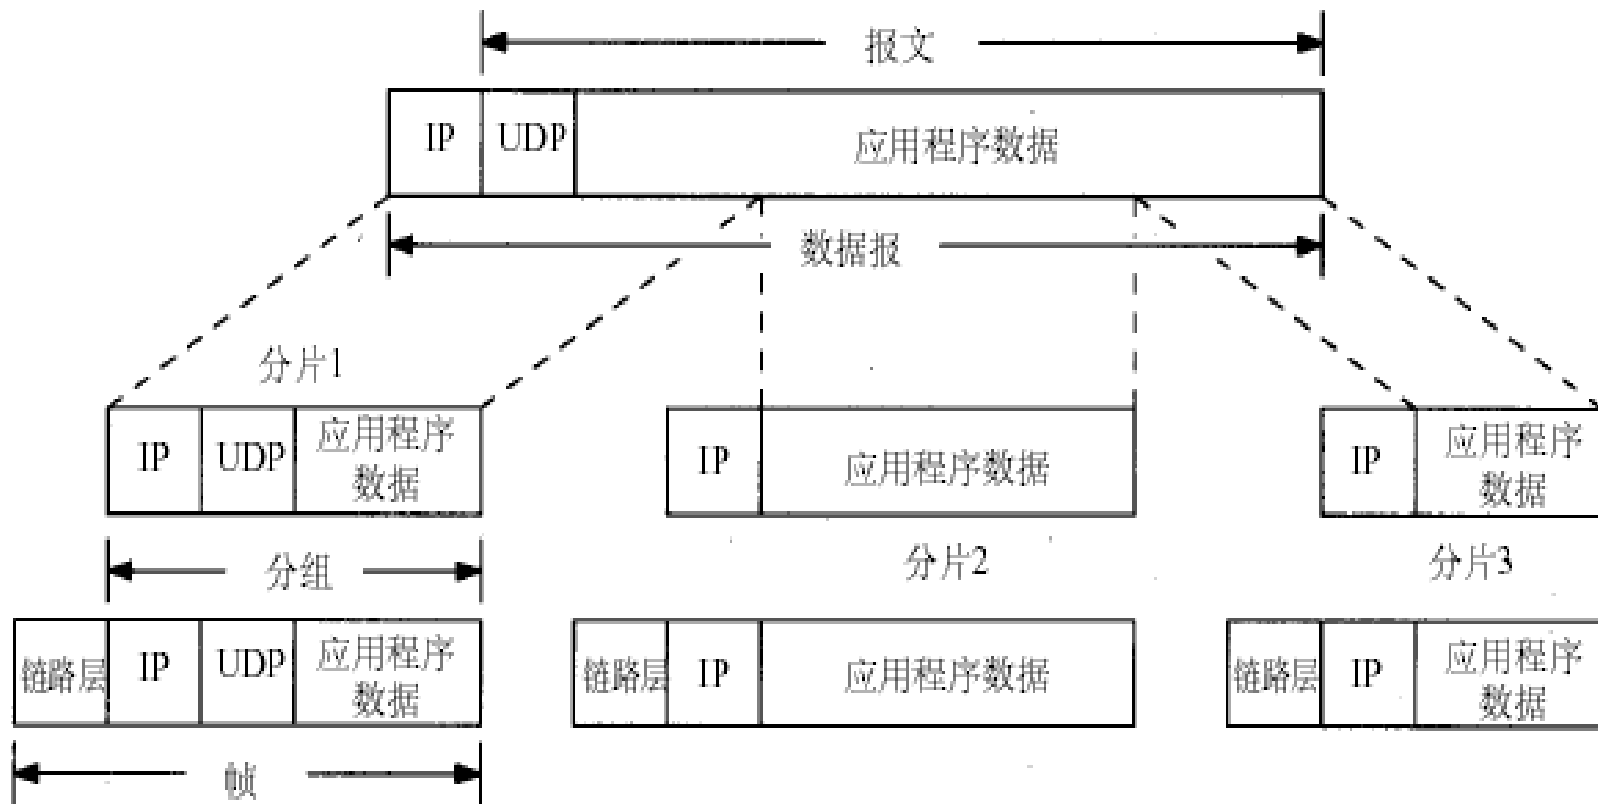 报文
IP UDP 应用程序数据
数据报
分片1
IP UDP 应用程序
数据
IP 应用程序数据
IP 应用程序
数据
分组
分片2
分片3
链路层 IP UDP 应用程序
数据
链路层 IP 应用程序数据
链路层 IP 应用程序
数据
帧